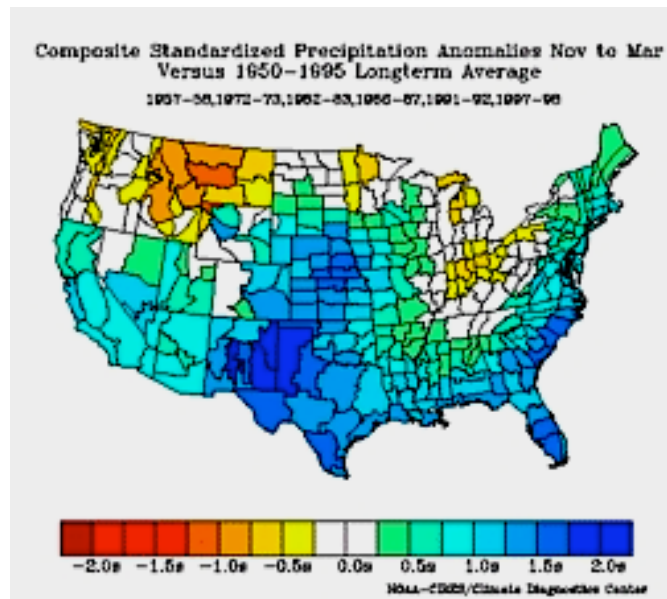 Composite Standardized Precipitation Anomalies Nov to Mar
Versus 1950-1995 Longterm Average
1957-58,1972-73,1982-83,1986-87,1991-92,1997-98
-2.0s -1.5s -1.0s -0.5s 0.0s 0.5s 1.0s 1.5s 2.0s
NOAA-CIRES/Climate Diagnostics Center